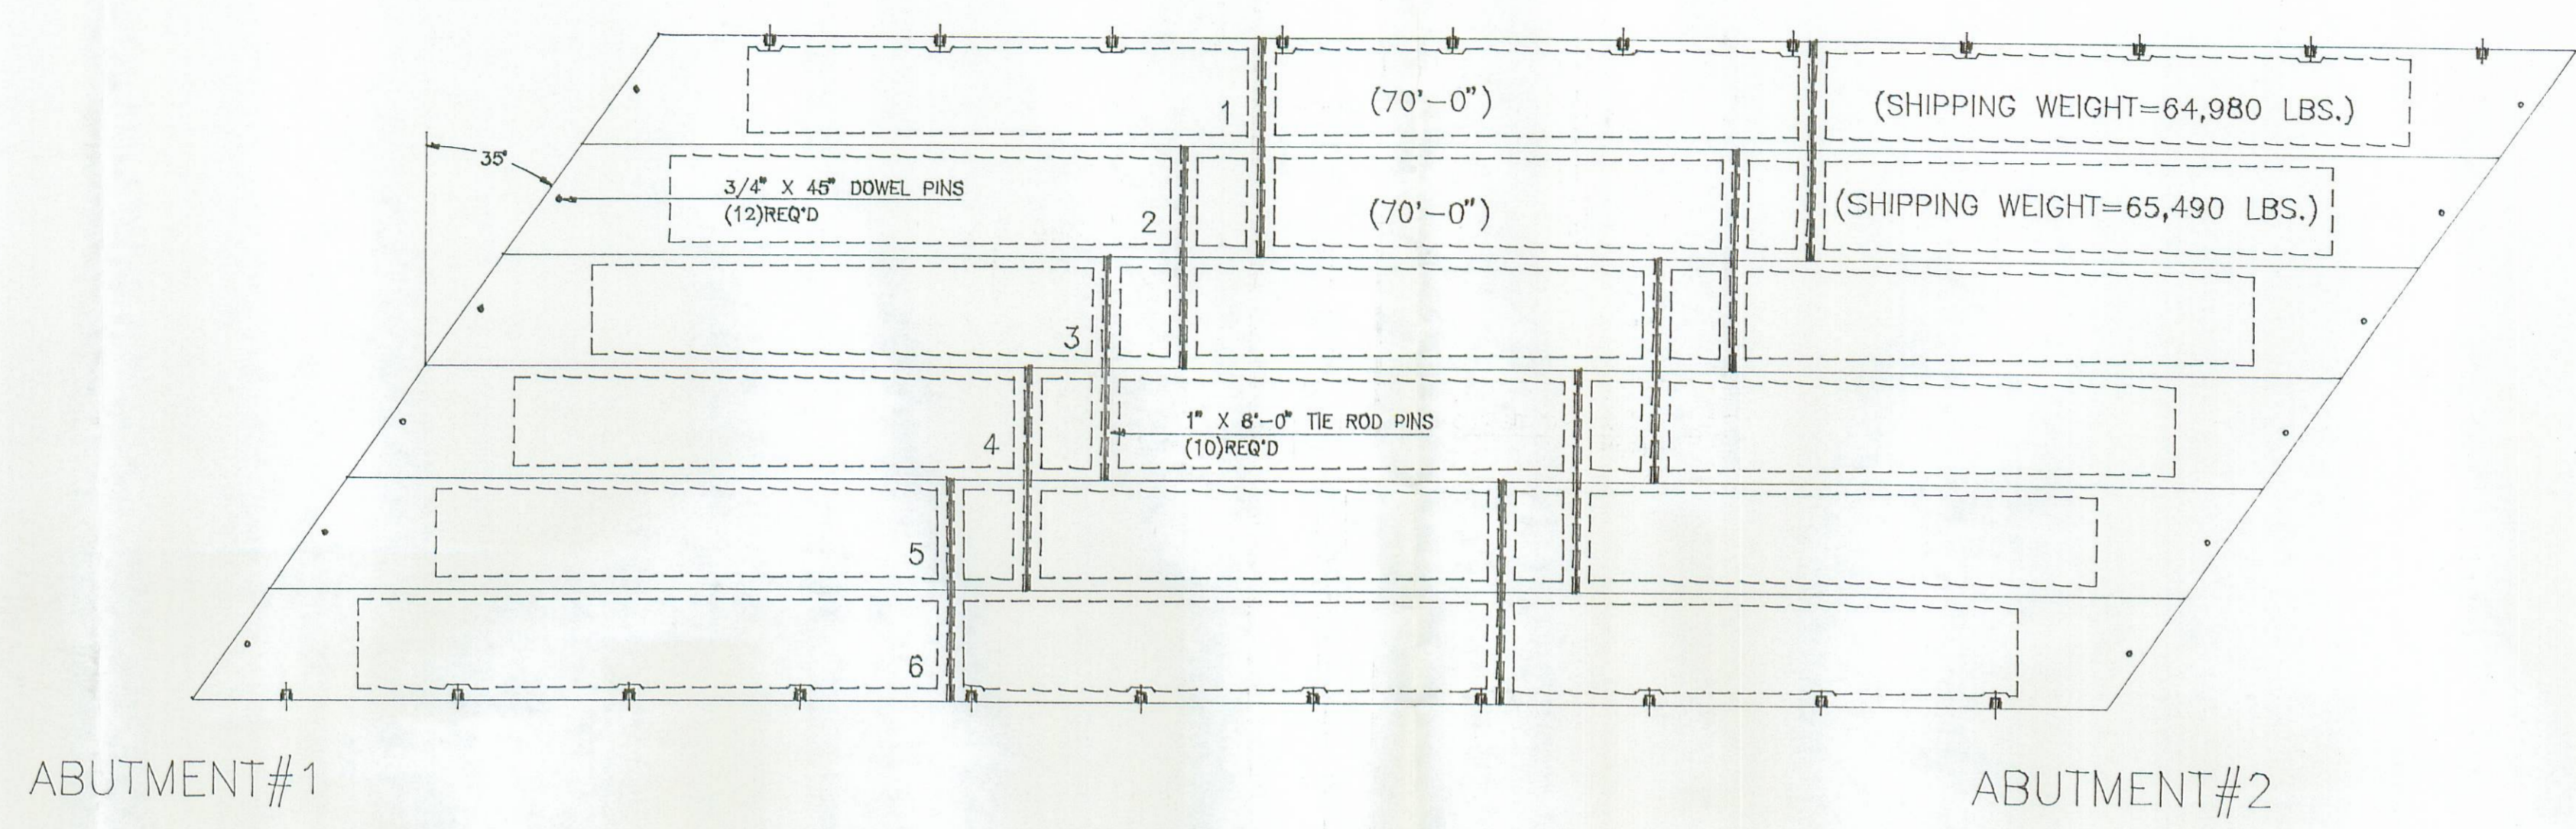 1
(70'-0")
(SHIPPING WEIGHT=64,980 LBS.)
35°
3/4" X 45" DOWEL PINS
(12)REQ'D
2
(70'-0")
(SHIPPING WEIGHT=65,490 LBS.)
3
1" X 8'-0" TIE ROD PINS
(10)REQ'D
4
5
6
ABUTMENT#1
ABUTMENT#2